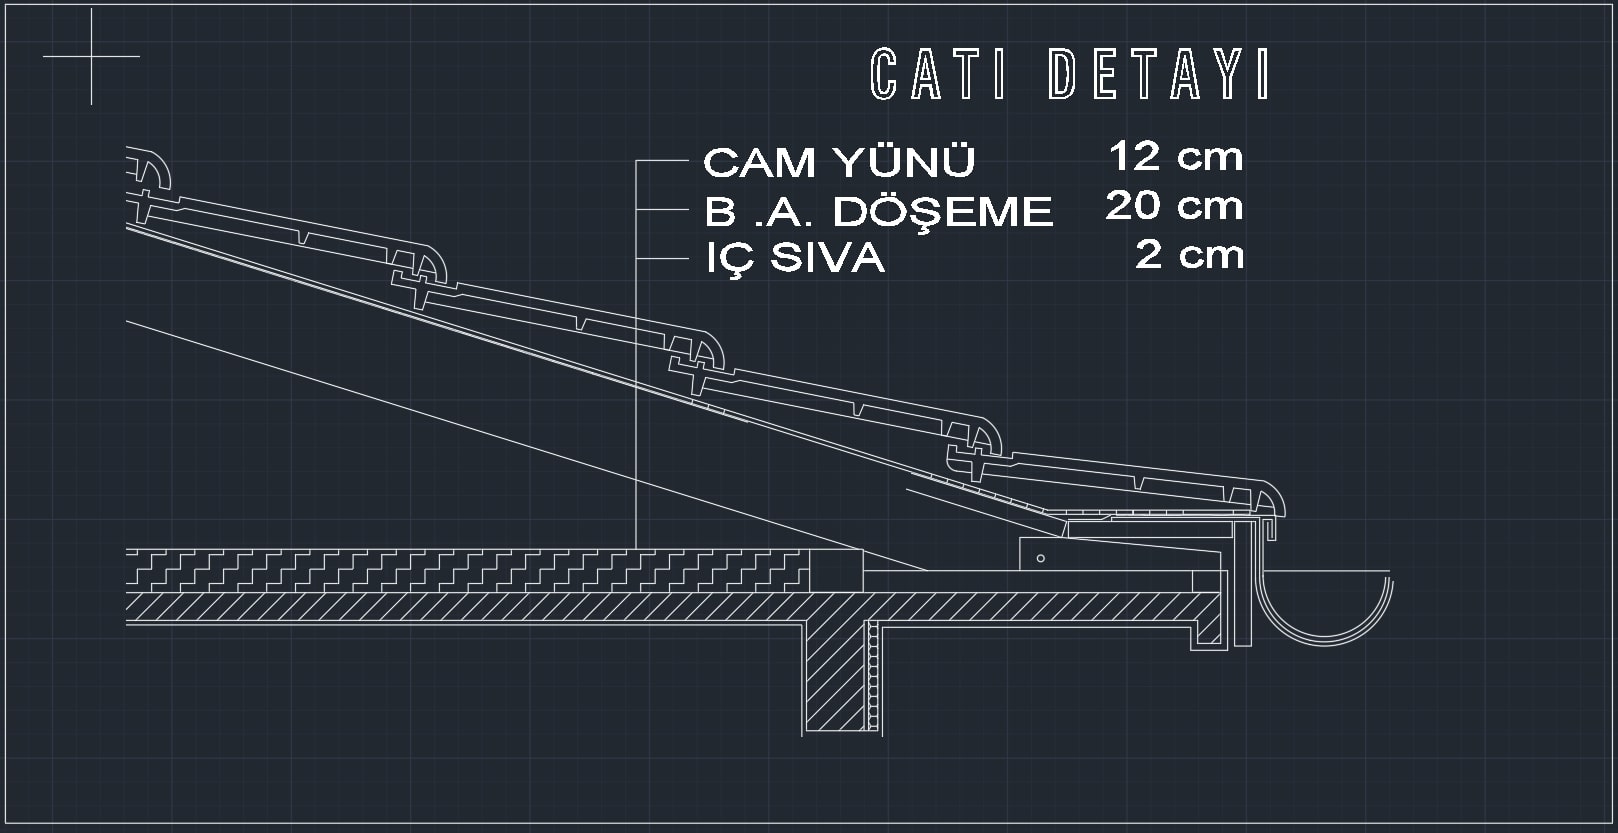 CATI DETAYI
CAM YÜNÜ 12 cm
B .A. DÖŞEME 20 cm
IÇ SIVA 2 cm